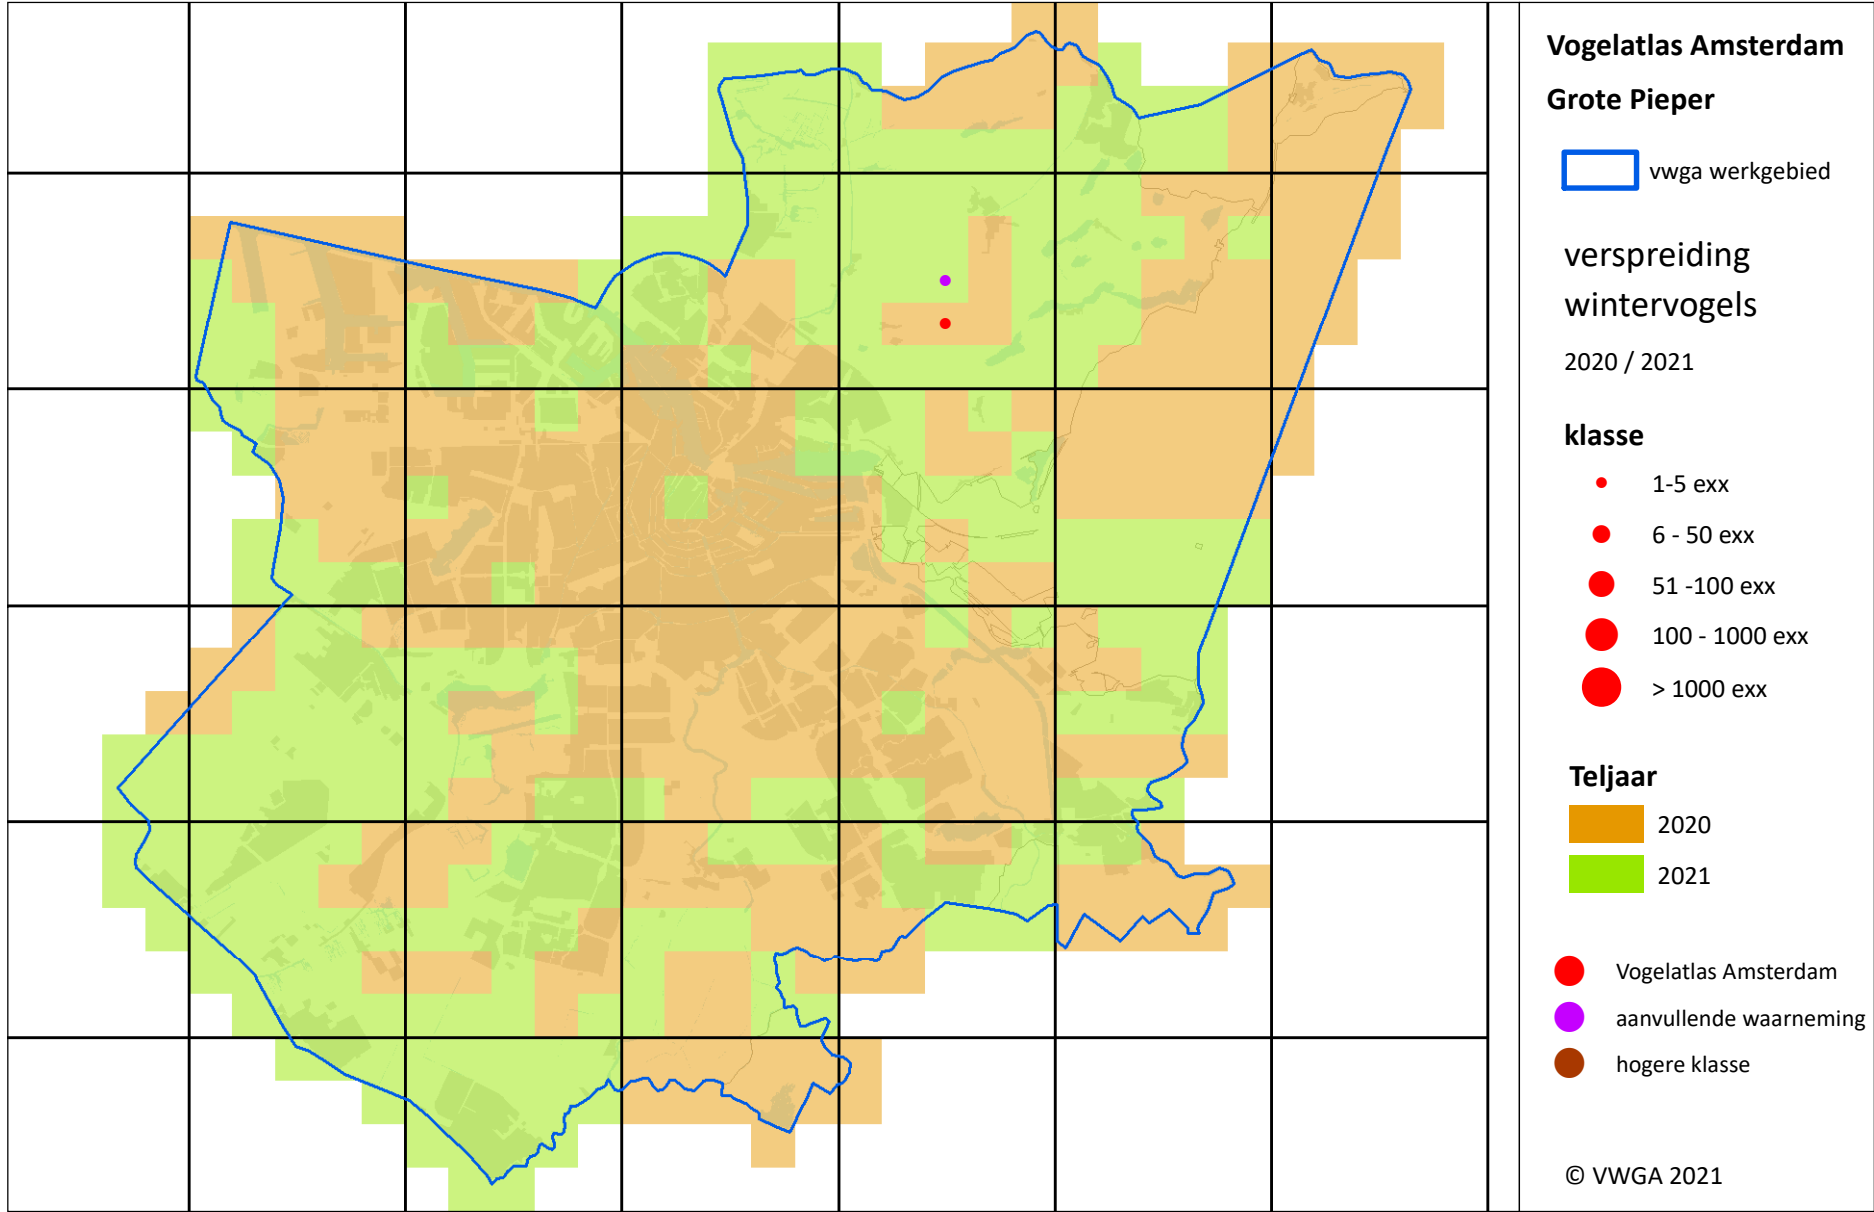 Vogelatlas Amsterdam
Grote Pieper
vwga werkgebied
verspreiding
wintervogels
2020 / 2021
klasse
1-5 exx
6 - 50 exx
51 -100 exx
100 - 1000 exx
> 1000 exx
Teljaar
2020
2021
Vogelatlas Amsterdam
aanvullende waarneming
hogere klasse
© VWGA 2021